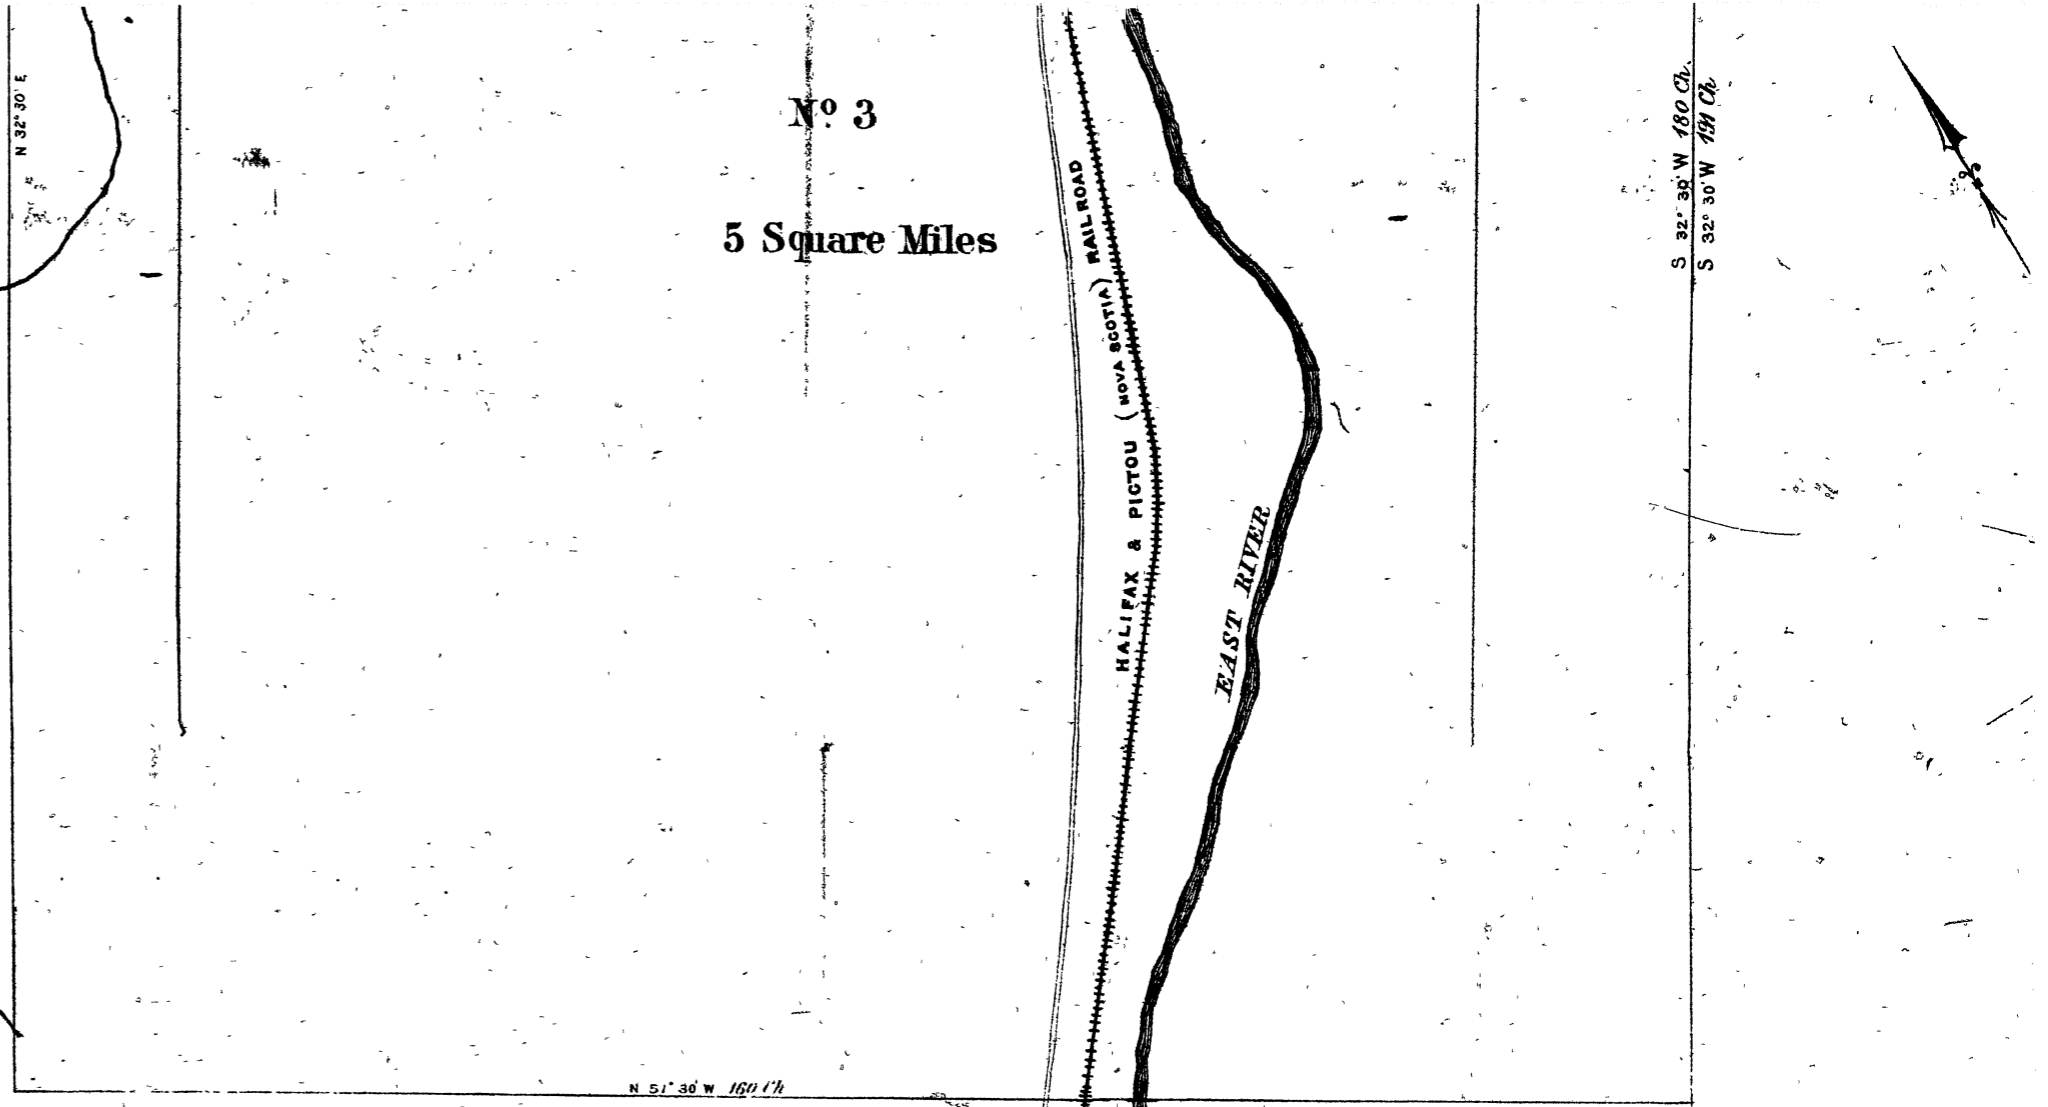 N 32° 30' E,
Nº 3
5 Square Miles
HALIFAX & PICTOU (NOVA SCOTIA) RAILROAD
EAST RIVER
S 32° 30' W 180 Ch.
S 32° 30' W 191 Ch
N 51° 30' W 160 Ch